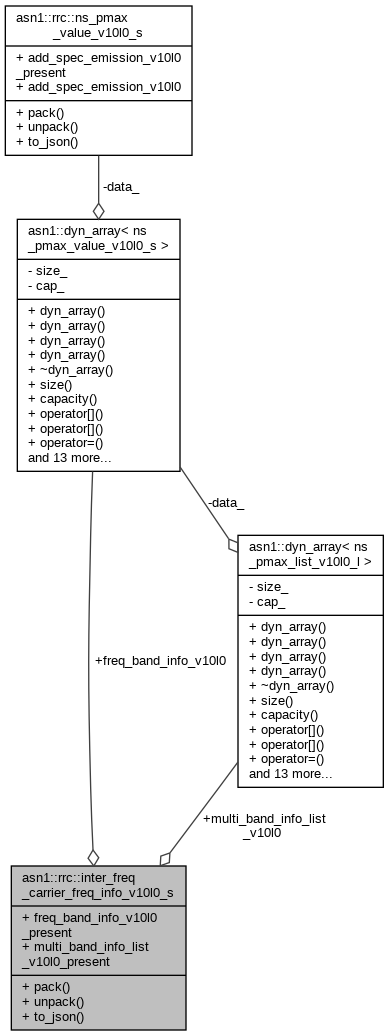 asn1::rrc::ns_pmax
_value_v10l0_s
+ add_spec_emission_v10l0
_present
+ add_spec_emission_v10l0
+ pack()
+ unpack()
+ to_json()
-data_
asn1::dyn_array< ns
_pmax_value_v10l0_s >
- size_
- cap_
+ dyn_array()
+ dyn_array()
+ dyn_array()
+ dyn_array()
+ ~dyn_array()
+ size()
+ capacity()
+ operator[]()
+ operator[]()
+ operator=()
and 13 more...
-data_
asn1::dyn_array< ns
_pmax_list_v10l0_l >
- size_
- cap_
+ dyn_array()
+ dyn_array()
+ dyn_array()
+ dyn_array()
+ ~dyn_array()
+ size()
+ capacity()
+ operator[]()
+ operator[]()
+ operator=()
and 13 more...
+freq_band_info_v10l0
+multi_band_info_list
_v10l0
asn1::rrc::inter_freq
_carrier_freq_info_v10l0_s
+ freq_band_info_v10l0
_present
+ multi_band_info_list
_v10l0_present
+ pack()
+ unpack()
+ to_json()